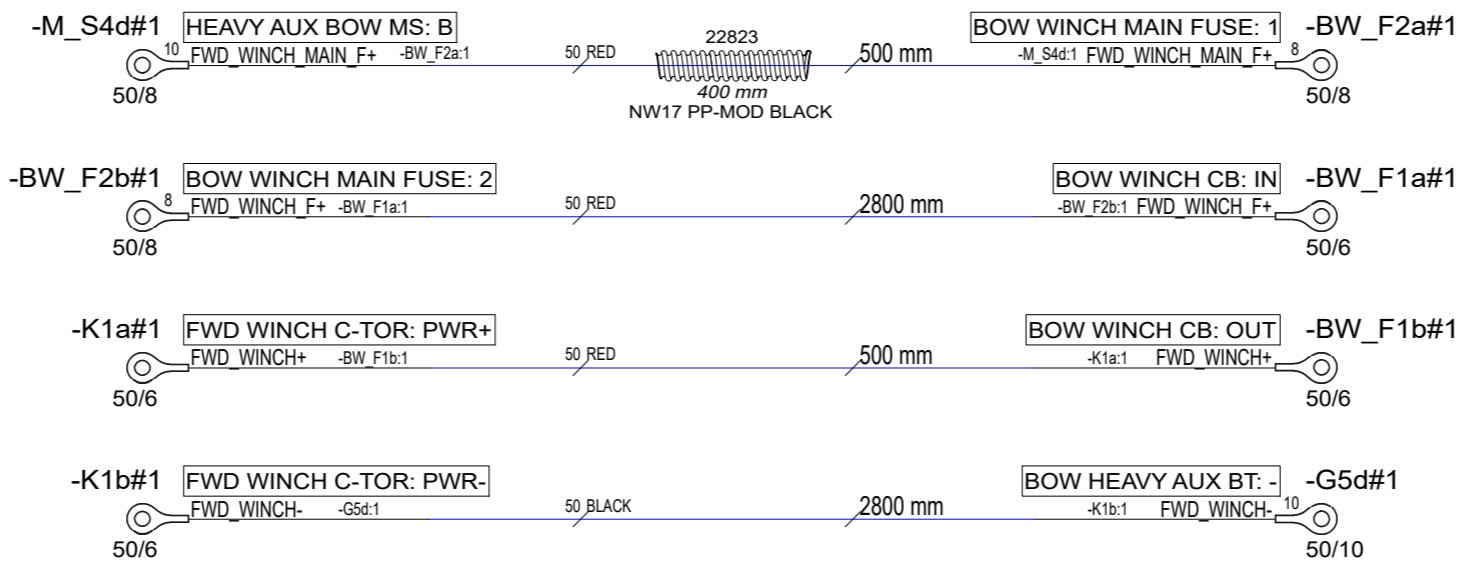 -M_S4d#1 HEAVY AUX BOW MS: B 22823 BOW WINCH MAIN FUSE: 1 -BW_F2a#1
10 FWD_WINCH_MAIN_F+ -BW_F2a:1 50 RED 500 mm -M_S4d:1 FWD_WINCH_MAIN_F+ 8
50/8 400 mm 50/8
NW17 PP-MOD BLACK
-BW_F2b#1 BOW WINCH MAIN FUSE: 2 BOW WINCH CB: IN -BW_F1a#1
8 FWD_WINCH_F+ -BW_F1a:1 50 RED 2800 mm -BW_F2b:1 FWD_WINCH_F+
50/8 50/6
-K1a#1 FWD WINCH C-TOR: PWR+ BOW WINCH CB: OUT -BW_F1b#1
FWD_WINCH+ -BW_F1b:1 50 RED 500 mm -K1a:1 FWD_WINCH+
50/6 50/6
-K1b#1 FWD WINCH C-TOR: PWR- BOW HEAVY AUX BT: - -G5d#1
FWD_WINCH- -G5d:1 50 BLACK 2800 mm -K1b:1 FWD_WINCH- 10
50/6 50/10